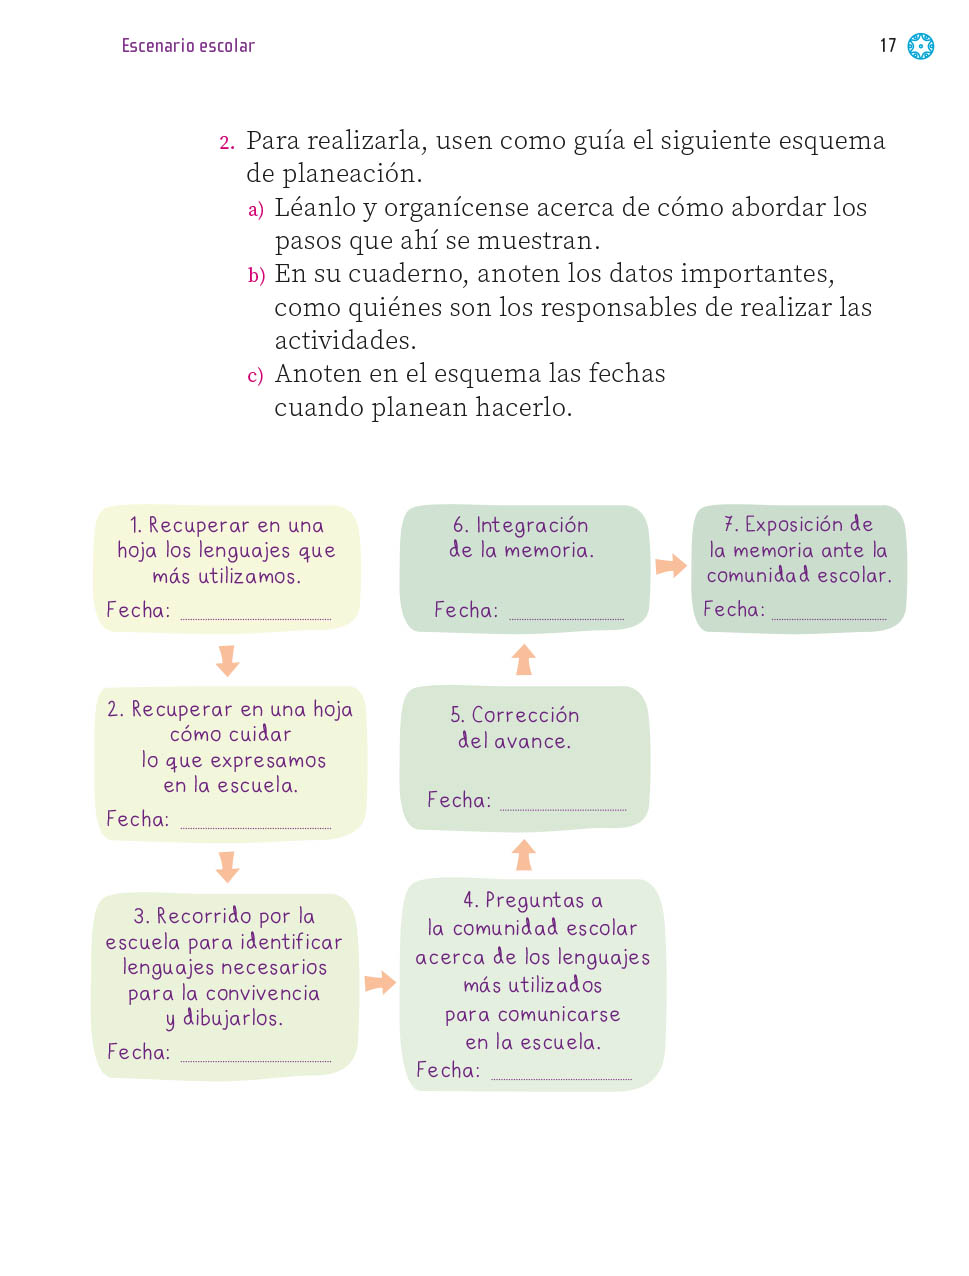 Escenario escolar
17
2. Para realizarla, usen como guía el siguiente esquema
de planeación.
a) Léanlo y organícense acerca de cómo abordar los
pasos que ahí se muestran.
b) En su cuaderno, anoten los datos importantes,
como quiénes son los responsables de realizar las
actividades.
c) Anoten en el esquema las fechas
cuando planean hacerlo.
1. Recuperar en una
hoja los lenguajes que
más utilizamos.
Fecha:
2. Recuperar en una hoja
cómo cuidar
lo que expresamos
en la escuela.
Fecha:
3. Recorrido por la
escuela para identificar
lenguajes necesarios
para la convivencia
y dibujarlos.
Fecha:
4. Preguntas a
la comunidad escolar
acerca de los lenguajes
más utilizados
para comunicarse
en la escuela.
Fecha:
5. Corrección
del avance.
Fecha:
6. Integración
de la memoria.
Fecha:
7. Exposición de
la memoria ante la
comunidad escolar.
Fecha: